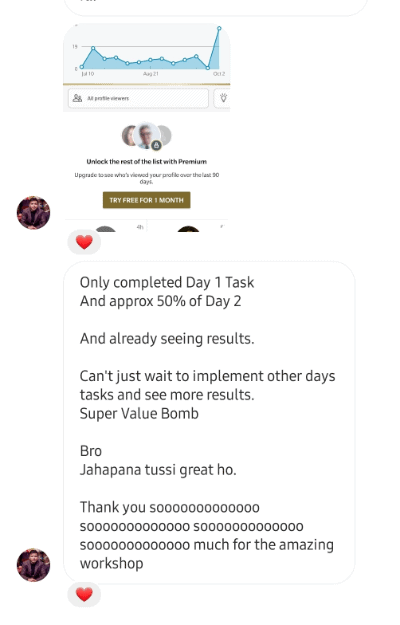 15
0
Jul 10
Aug 21
Oct 2
All profile viewers
Unlock the rest of the list with Premium
Upgrade to see who's viewed your profile over the last 90
days.
TRY FREE FOR 1 MONTH
Only completed Day 1 Task
And approx 50% of Day 2
And already seeing results.
Can't just wait to implement other days
tasks and see more results.
Super Value Bomb
Bro
Jahapana tussi great ho.
Thank you sooooooooooooo
sooooooooooooo sooooooooooooo
sooooooooooooo much for the amazing
workshop